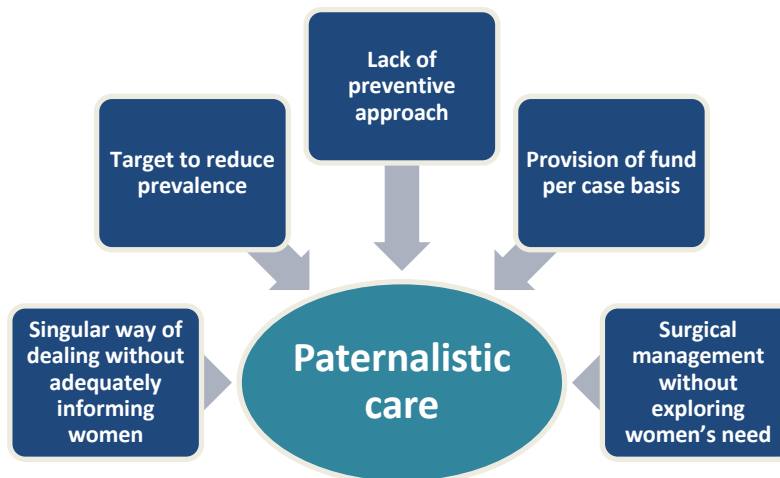 Lack of
preventive
approach
Target to reduce
prevalence
Provision of fund
per case basis
Singular way of
dealing without
adequately
informing
women
Paternalistic
care
Surgical
management
without
exploring
women's need